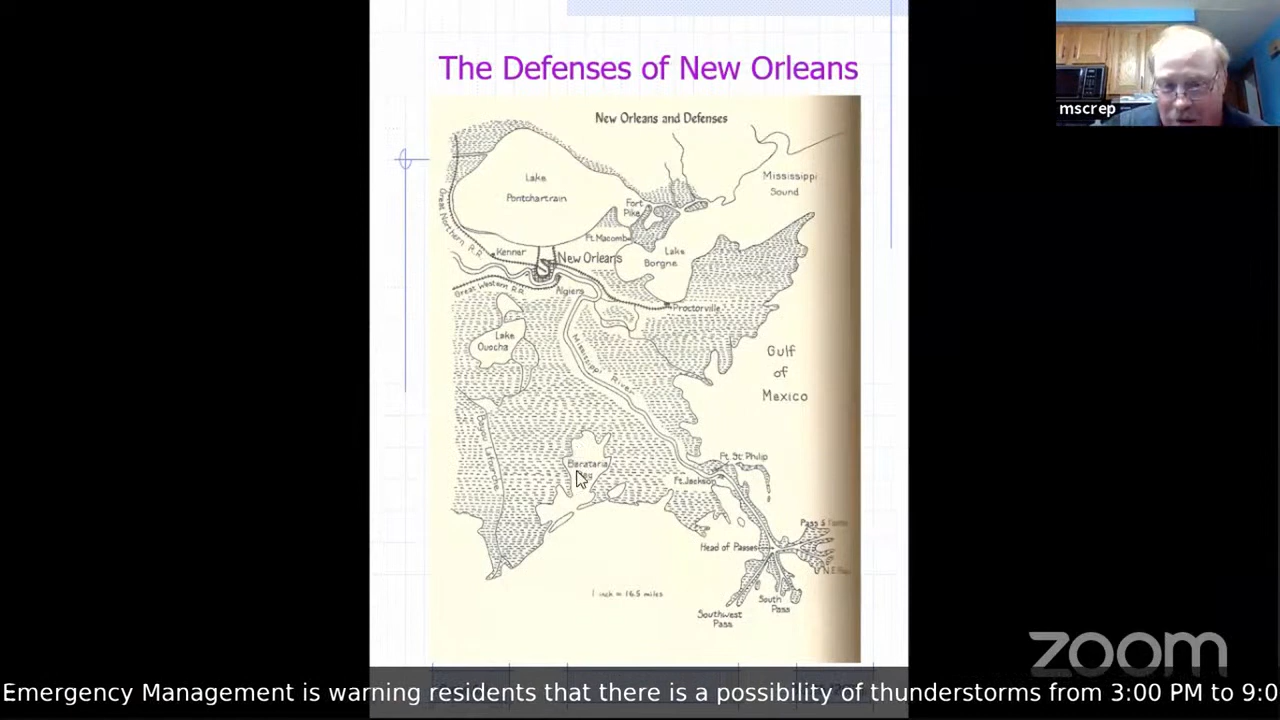 The Defenses of New Orleans
mscrep
New Orleans and Defenses
Lake
Pontchartrain
Mississippi
Sound
Fort
Pike
Ft. Macomb
Great Northern R.R.
Kenner
New Orleans
Lake
Borgne
Great Western R.R.
Algiers
Proctorville
Lake
Ouacha
Mississippi River
Gulf
of
Mexico
Lafourche
Barataria
Ft. St. Philip
Ft. Jackson
Head of Passes
South
Pass
Southwest
Pass
1 inch = 16.5 miles
zoom
Emergency Management is warning residents that there is a possibility of thunderstorms from 3:00 PM to 9:0